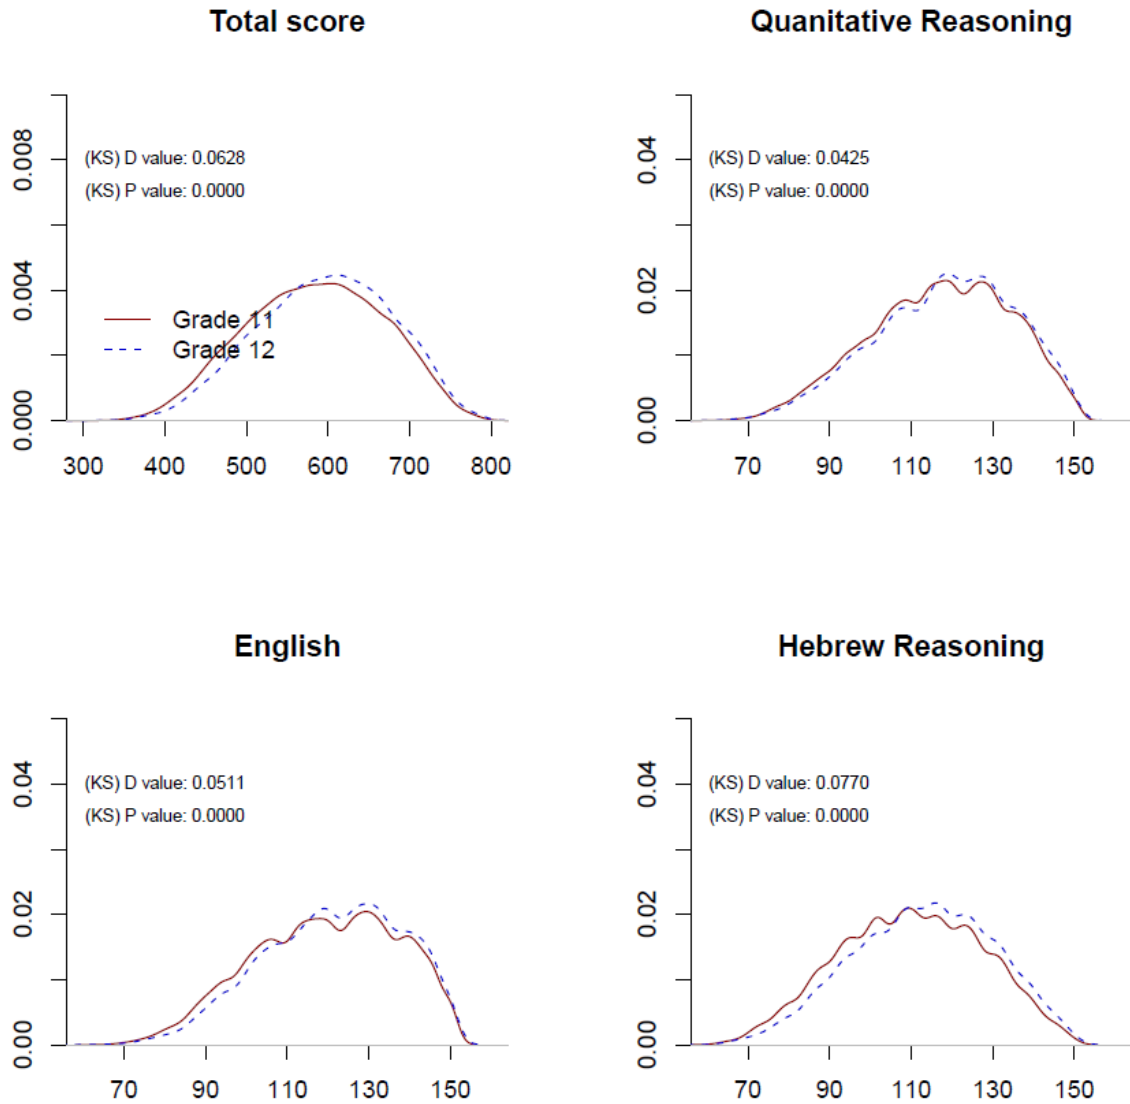 Total score
0.000
0.004
0.008
(KS) D value: 0.0628
(KS) P value: 0.0000
Grade 11
Grade 12
300 400 500 600 700 800
Quanitative Reasoning
0.00
0.02
0.04
(KS) D value: 0.0425
(KS) P value: 0.0000
70 90 110 130 150
English
0.00
0.02
0.04
(KS) D value: 0.0511
(KS) P value: 0.0000
70 90 110 130 150
Hebrew Reasoning
0.00
0.02
0.04
(KS) D value: 0.0770
(KS) P value: 0.0000
70 90 110 130 150